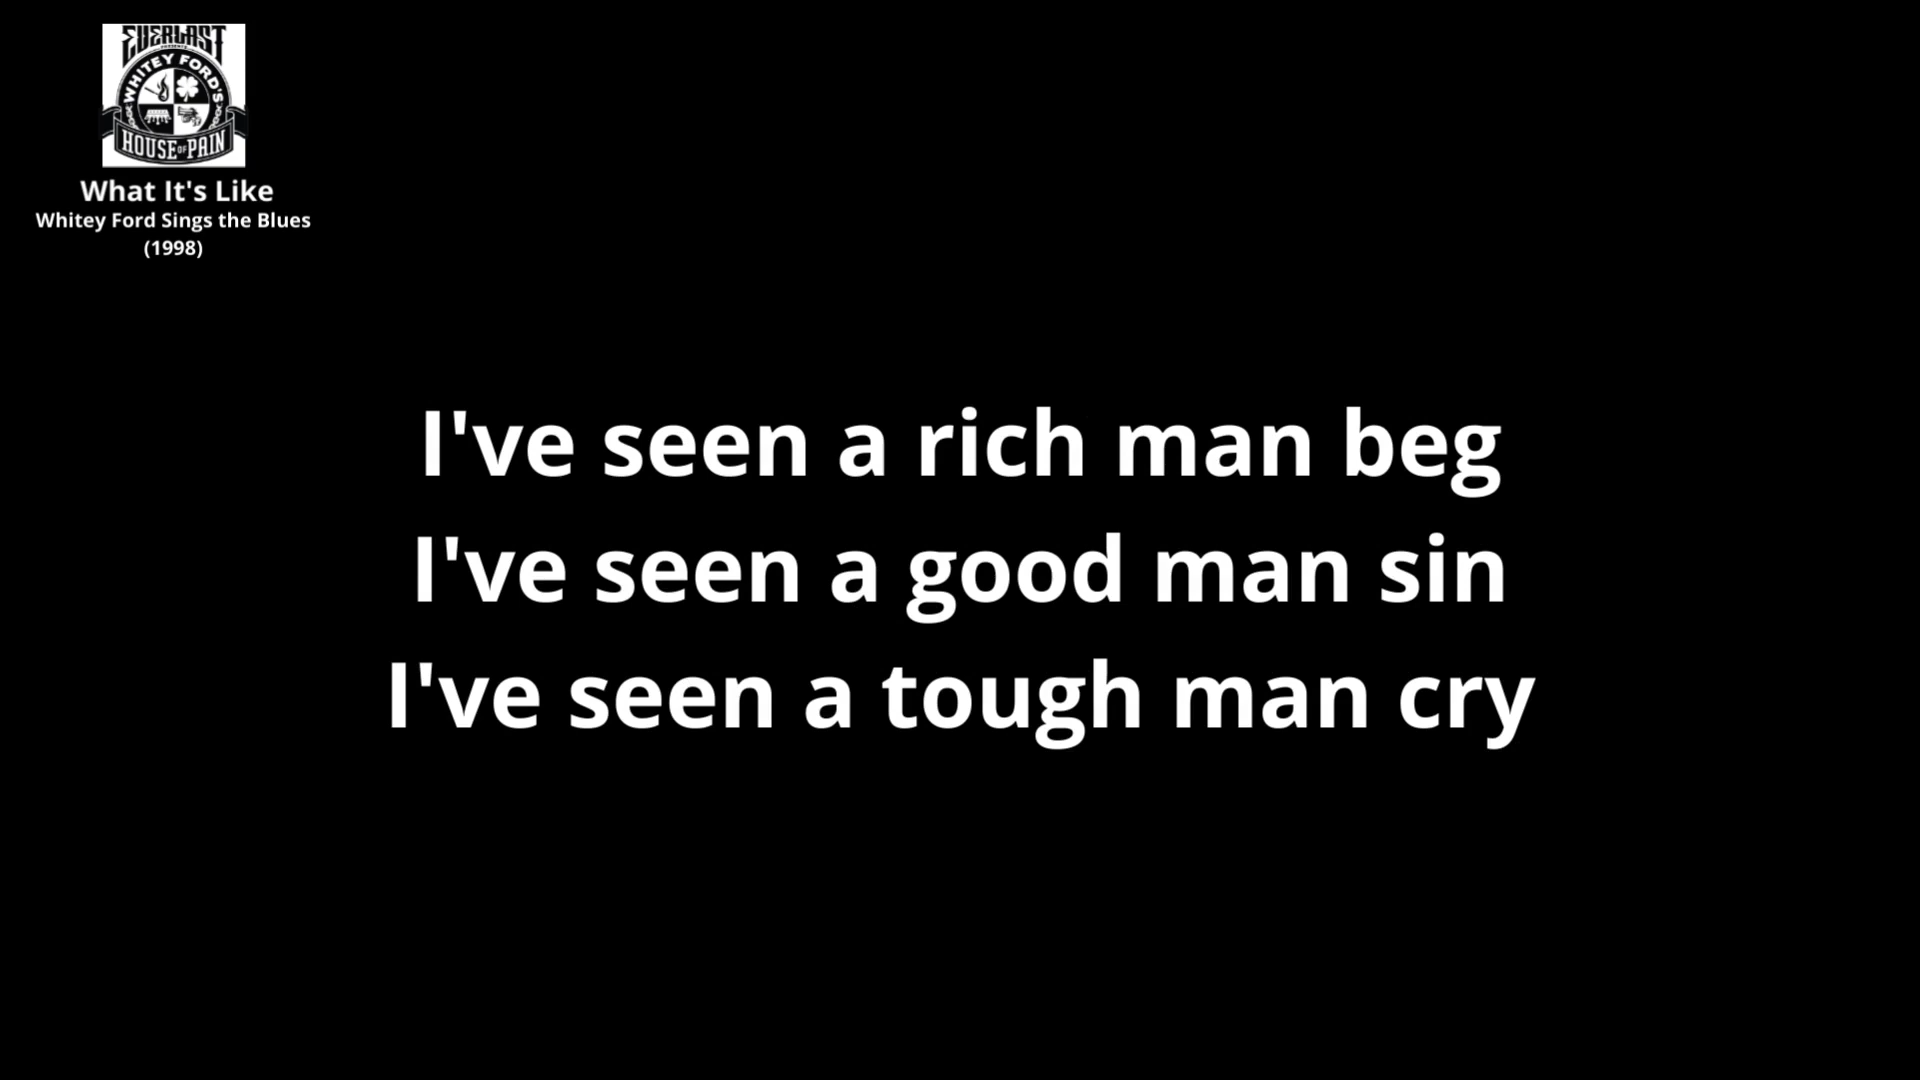 EVERLAST
PRESENTS
WHITEY FORD'S
HOUSE OF PAIN
What It's Like
Whitey Ford Sings the Blues
(1998)
I've seen a rich man beg
I've seen a good man sin
I've seen a tough man cry